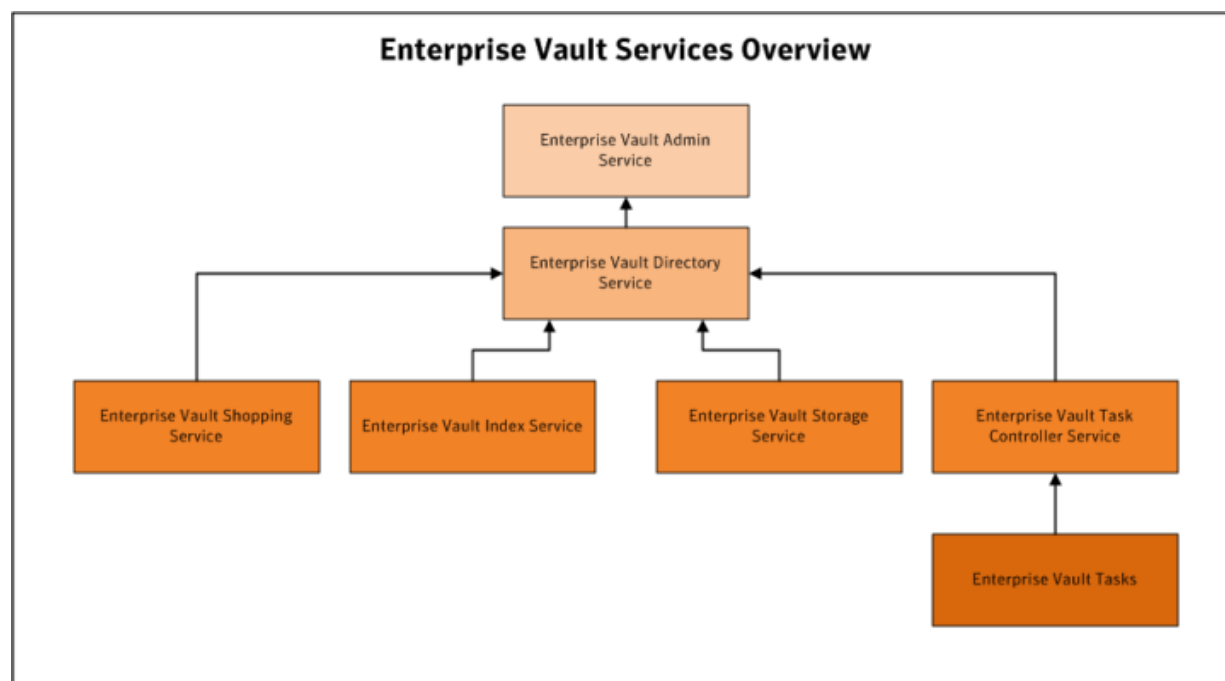 Enterprise Vault Services Overview
Enterprise Vault Admin
Service
Enterprise Vault Directory
Service
Enterprise Vault Shopping
Service
Enterprise Vault Index Service
Enterprise Vault Storage
Service
Enterprise Vault Task
Controller Service
Enterprise Vault Tasks